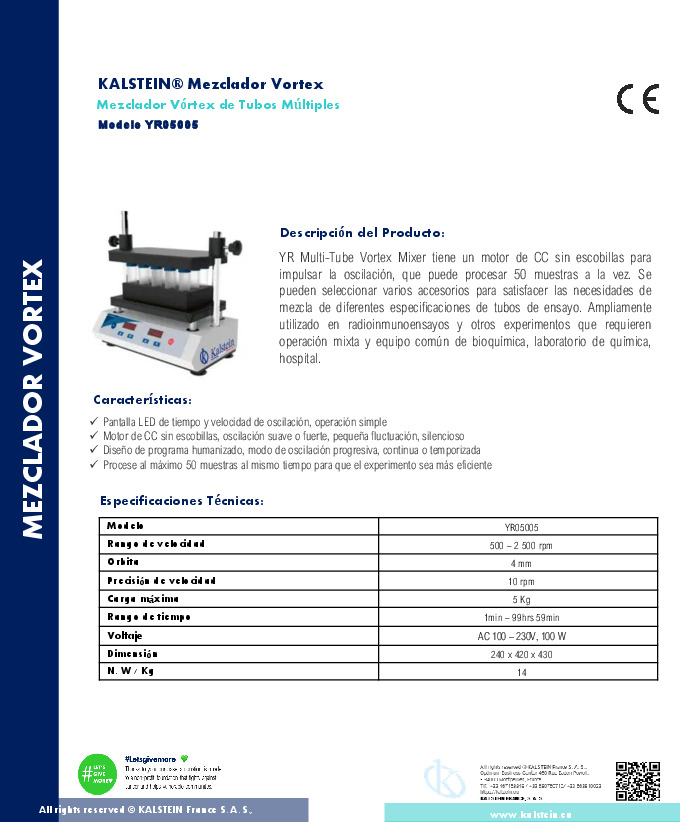 KALSTEIN® Mezclador Vortex
Mezclador Vórtex de Tubos Múltiples
Modelo YR05005
CE
MEZCLADOR VORTEX
Descripción del Producto:
YR Multi-Tube Vortex Mixer tiene un motor de CC sin escobillas para
impulsar la oscilación, que puede procesar 50 muestras a la vez. Se
pueden seleccionar varios accesorios para satisfacer las necesidades de
mezcla de diferentes especificaciones de tubos de ensayo. Ampliamente
utilizado en radioinmunoensayos y otros experimentos que requieren
operación mixta y equipo común de bioquímica, laboratorio de química,
hospital.
Kalstein
Características:
✓ Pantalla LED de tiempo y velocidad de oscilación, operación simple
✓ Motor de CC sin escobillas, oscilación suave o fuerte, pequeña fluctuación, silencioso
✓ Diseño de programa humanizado, modo de oscilación progresiva, continua o temporizada
✓ Procese al máximo 50 muestras al mismo tiempo para que el experimento sea más eficiente
Especificaciones Técnicas:
Modelo YR05005
Rango de velocidad 500 – 2 500 rpm
Orbita 4 mm
Precisión de velocidad 10 rpm
Carga máxima 5 Kg
Rango de tiempo 1min – 99hrs 59min
Voltaje AC 100 – 230V, 100 W
Dimensión 240 x 420 x 430
N. W / Kg 14
#LET'S GIVE MORE
#Letsgivemore
All rights reserved © KALSTEIN France S. A. S.,
KALSTEIN FRANCE, S. A. S
All rights reserved © KALSTEIN France S. A. S.,